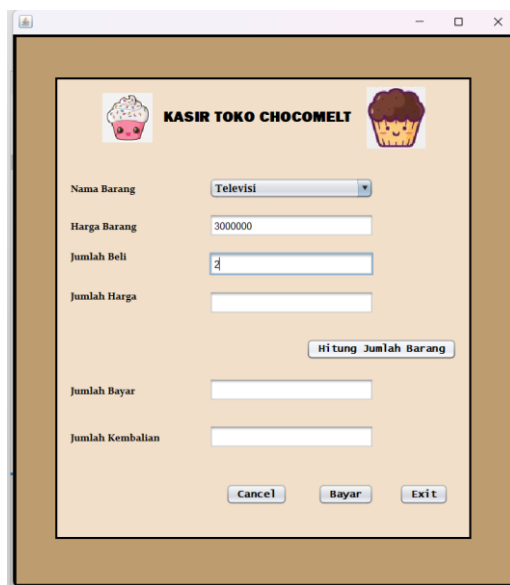 KASIR TOKO CHOCOMELT
Nama Barang Televisi
Harga Barang 3000000
Jumlah Beli 2
Jumlah Harga
Hitung Jumlah Barang
Jumlah Bayar
Jumlah Kembalian
Cancel Bayar Exit